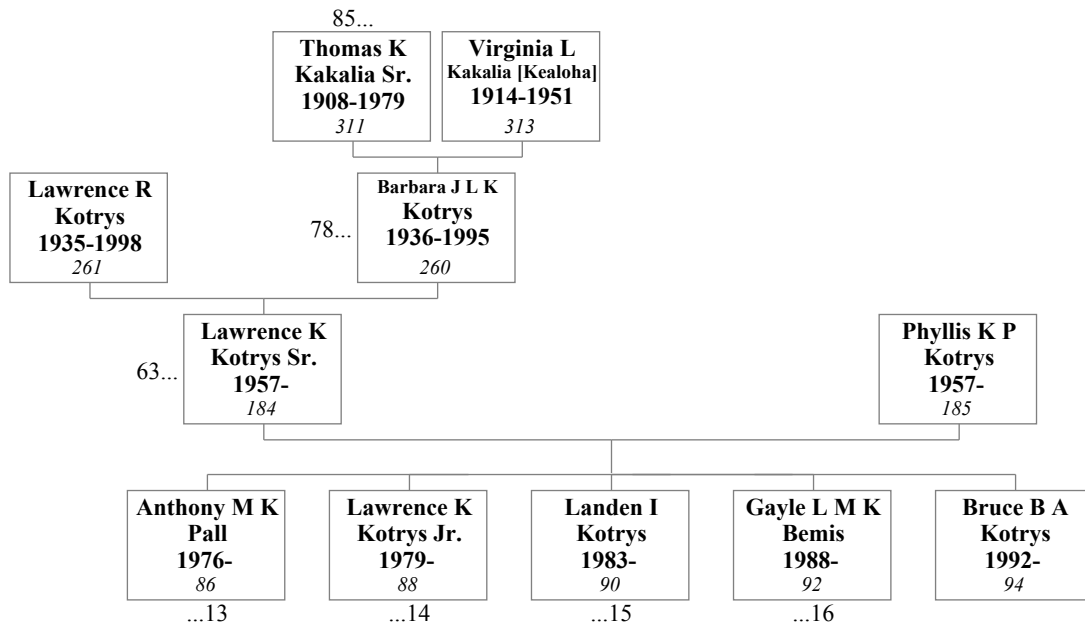 85...
Thomas K
Kakalia Sr.
1908-1979
311
Virginia L
Kakalia [Kealoha]
1914-1951
313
Lawrence R
Kotrys
1935-1998
261
78...
Barbara J L K
Kotrys
1936-1995
260
63...
Lawrence K
Kotrys Sr.
1957-
184
Phyllis K P
Kotrys
1957-
185
Anthony M K
Pall
1976-
86
...13
Lawrence K
Kotrys Jr.
1979-
88
...14
Landen I
Kotrys
1983-
90
...15
Gayle L M K
Bemis
1988-
92
...16
Bruce B A
Kotrys
1992-
94